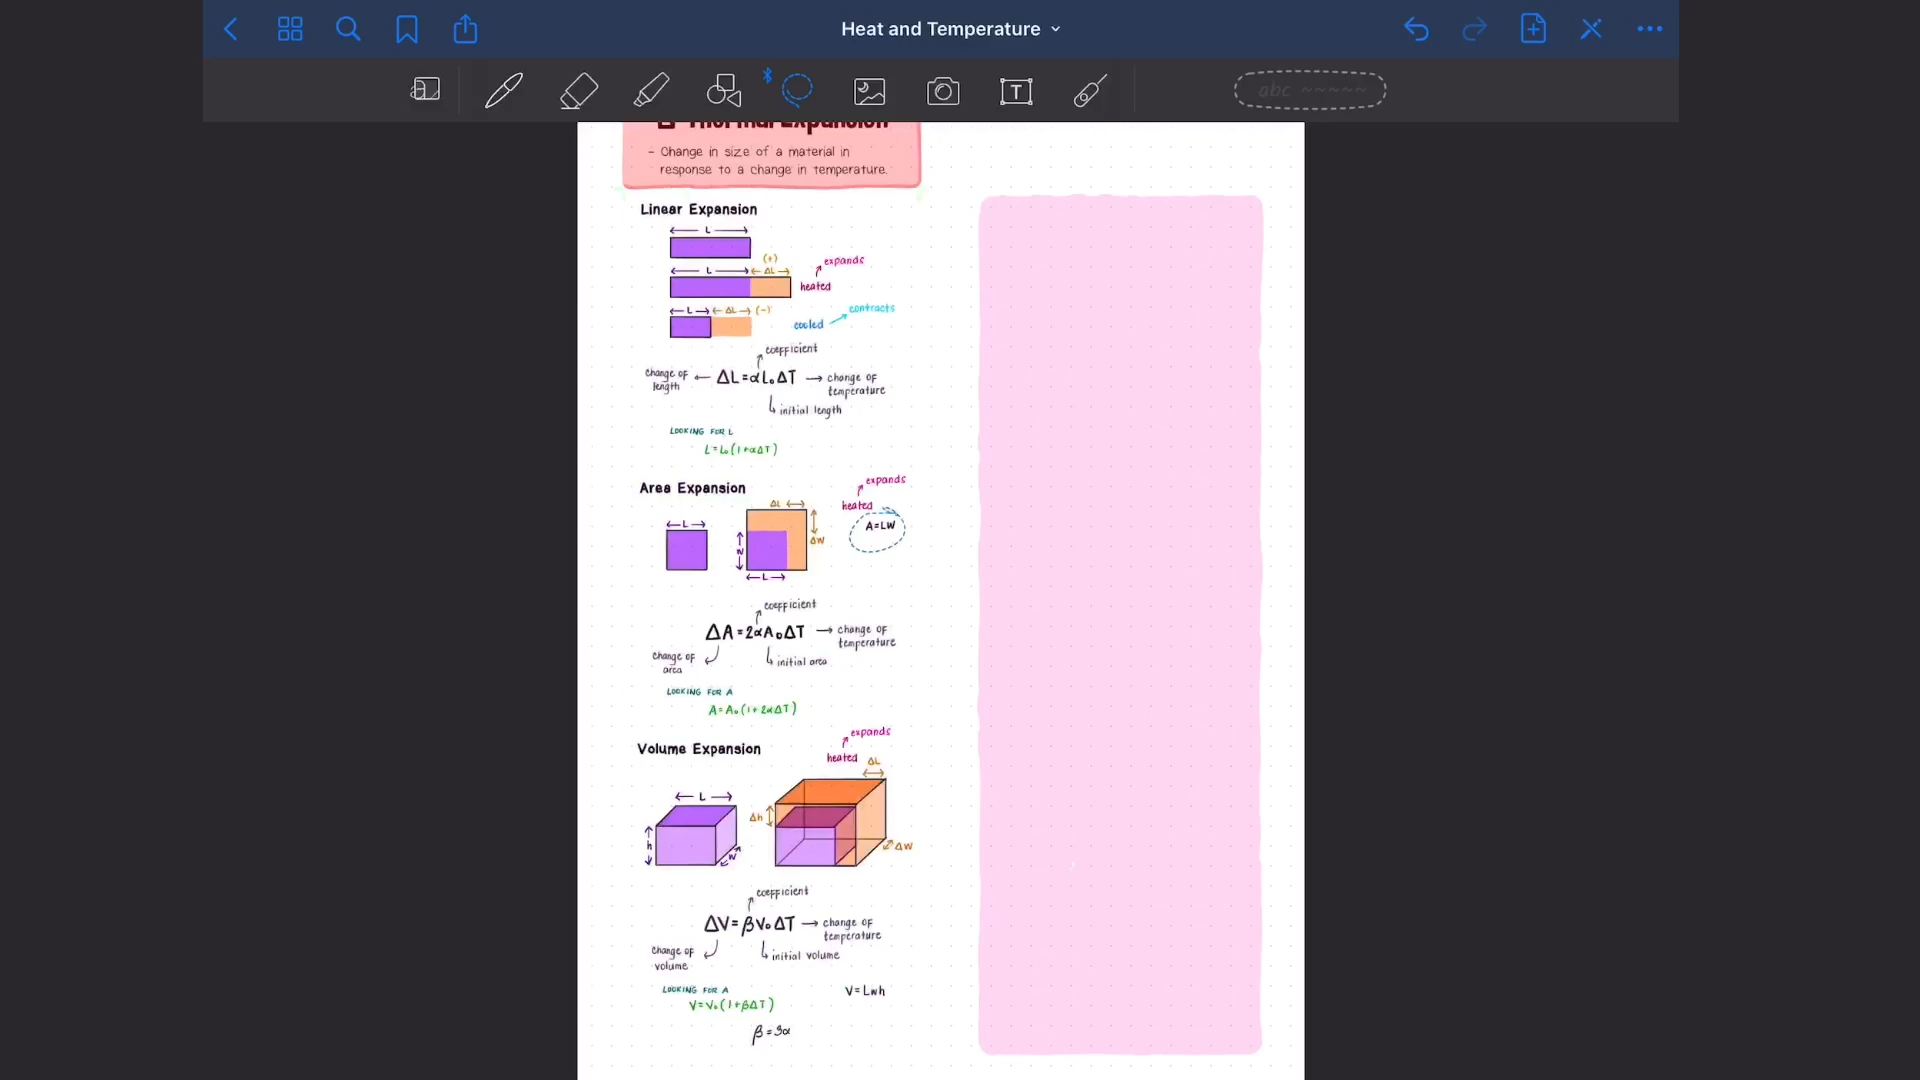 Heat and Temperature
T
abc
Thermal Expansion
- Change in size of a material in
response to a change in temperature.
Linear Expansion
L
(+)
expands
L ΔL
heated
L ΔL (-)
contracts
cooled
coefficient
change of
length
ΔL=αL₀ΔT
change of
temperature
initial length
LOOKING FOR L
L=L₀(1+αΔT)
expands
Area Expansion
heated
ΔL
A=LW
L
ΔW
W
L
coefficient
ΔA=2αA₀ΔT
change of
temperature
change of
area
initial area
LOOKING FOR A
A=A₀(1+2αΔT)
expands
Volume Expansion
heated ΔL
L
Δh
h
W
ΔW
coefficient
ΔV=βV₀ΔT
change of
temperature
change of
volume
initial volume
LOOKING FOR A
V=Lwh
V=V₀(1+βΔT)
β=3α